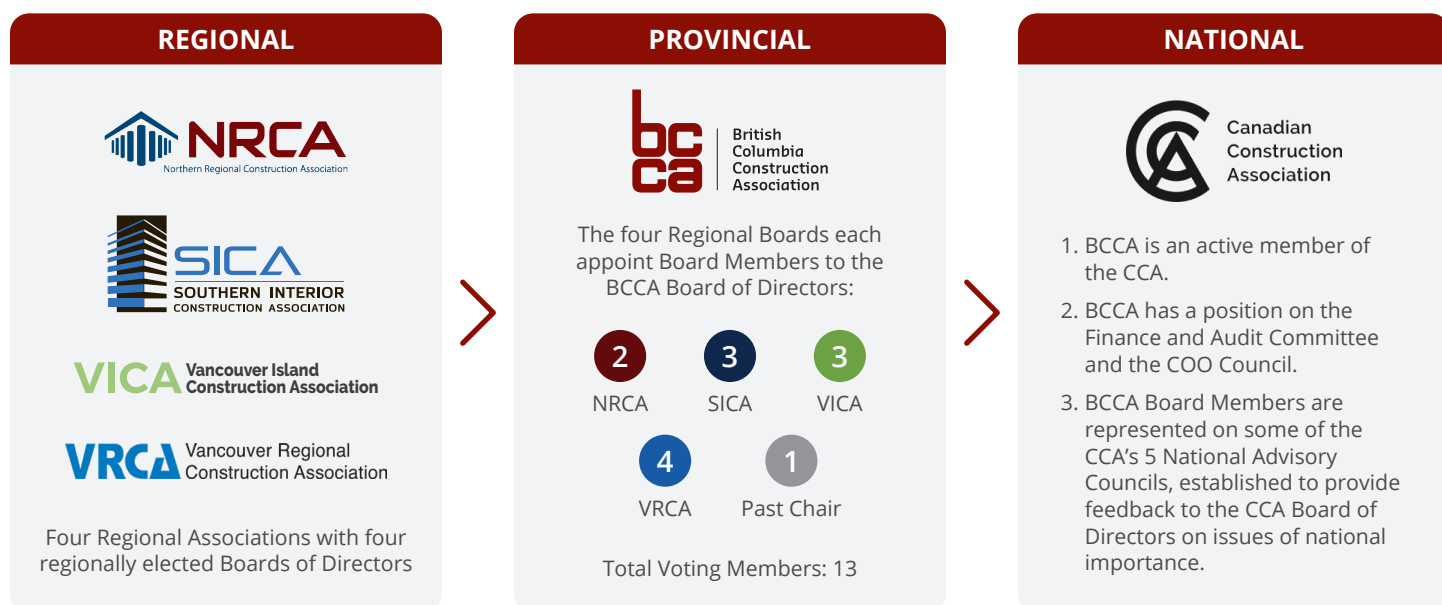 REGIONAL
NRCA
Northern Regional Construction Association
SICA
SOUTHERN INTERIOR
CONSTRUCTION ASSOCIATION
VICA
Vancouver Island
Construction Association
VRCA
Vancouver Regional
Construction Association
Four Regional Associations with four
regionally elected Boards of Directors
PROVINCIAL
bc
ca
British
Columbia
Construction
Association
The four Regional Boards each
appoint Board Members to the
BCCA Board of Directors:
2
NRCA
3
SICA
3
VICA
4
VRCA
1
Past Chair
Total Voting Members: 13
NATIONAL
CCA
Canadian
Construction
Association
1. BCCA is an active member of
the CCA.
2. BCCA has a position on the
Finance and Audit Committee
and the COO Council.
3. BCCA Board Members are
represented on some of the
CCA's 5 National Advisory
Councils, established to provide
feedback to the CCA Board of
Directors on issues of national
importance.